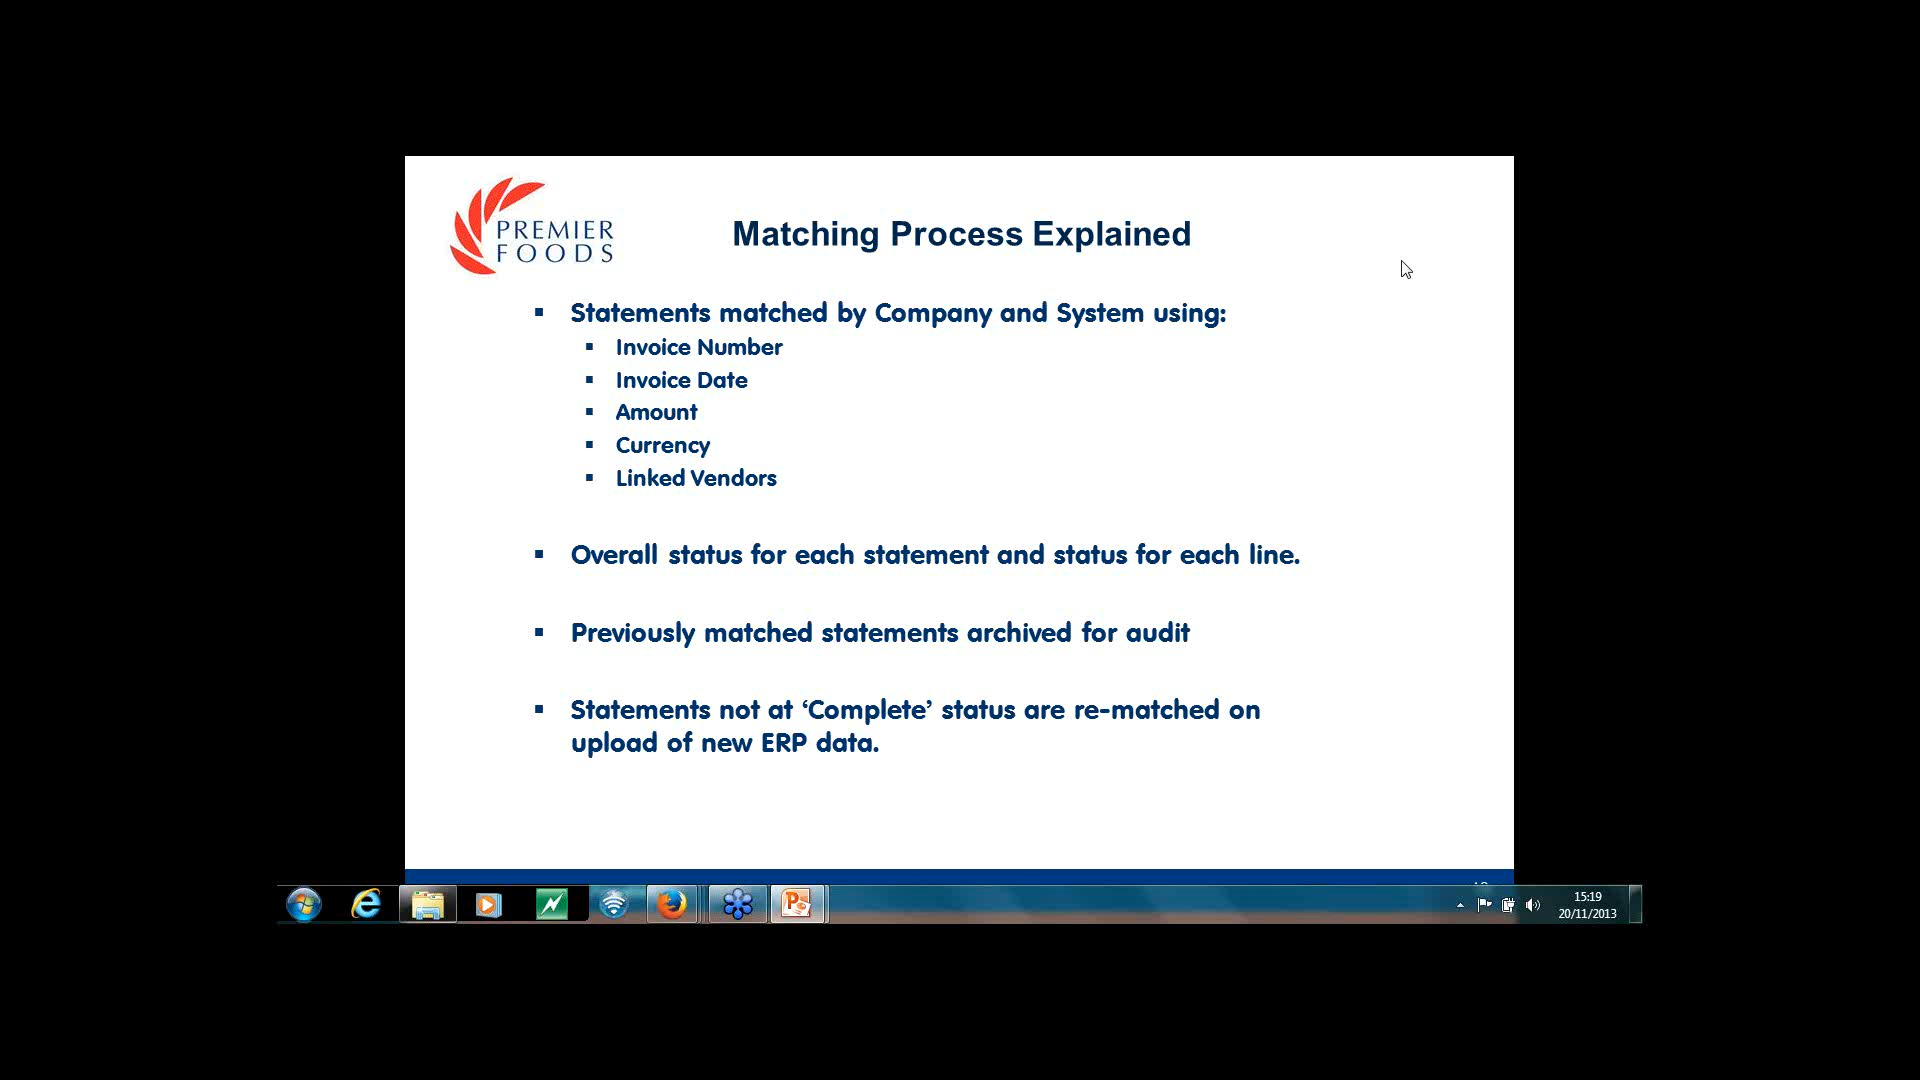 PREMIER
FOODS
Matching Process Explained
▪ Statements matched by Company and System using:
▪ Invoice Number
▪ Invoice Date
▪ Amount
▪ Currency
▪ Linked Vendors
▪ Overall status for each statement and status for each line.
▪ Previously matched statements archived for audit
▪ Statements not at ‘Complete’ status are re-matched on
upload of new ERP data.
15:19
20/11/2013